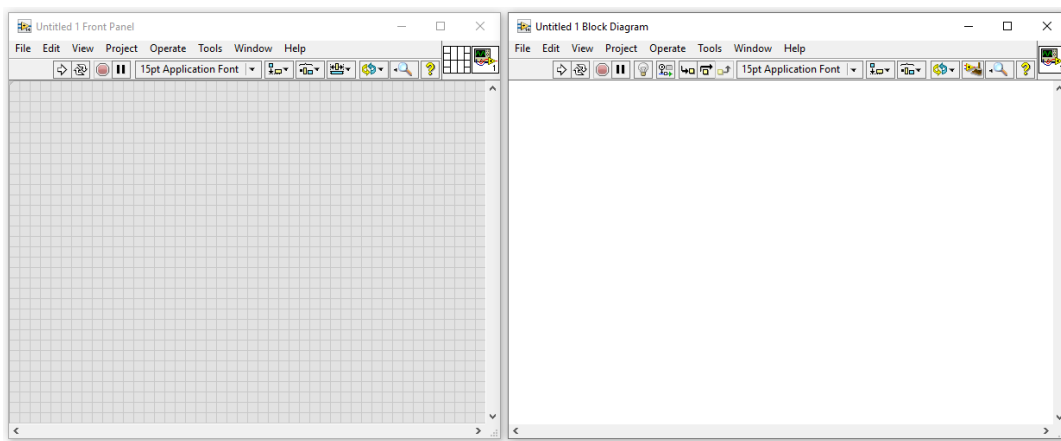 Untitled 1 Front Panel
File Edit View Project Operate Tools Window Help
15pt Application Font
1
Untitled 1 Block Diagram
File Edit View Project Operate Tools Window Help
15pt Application Font